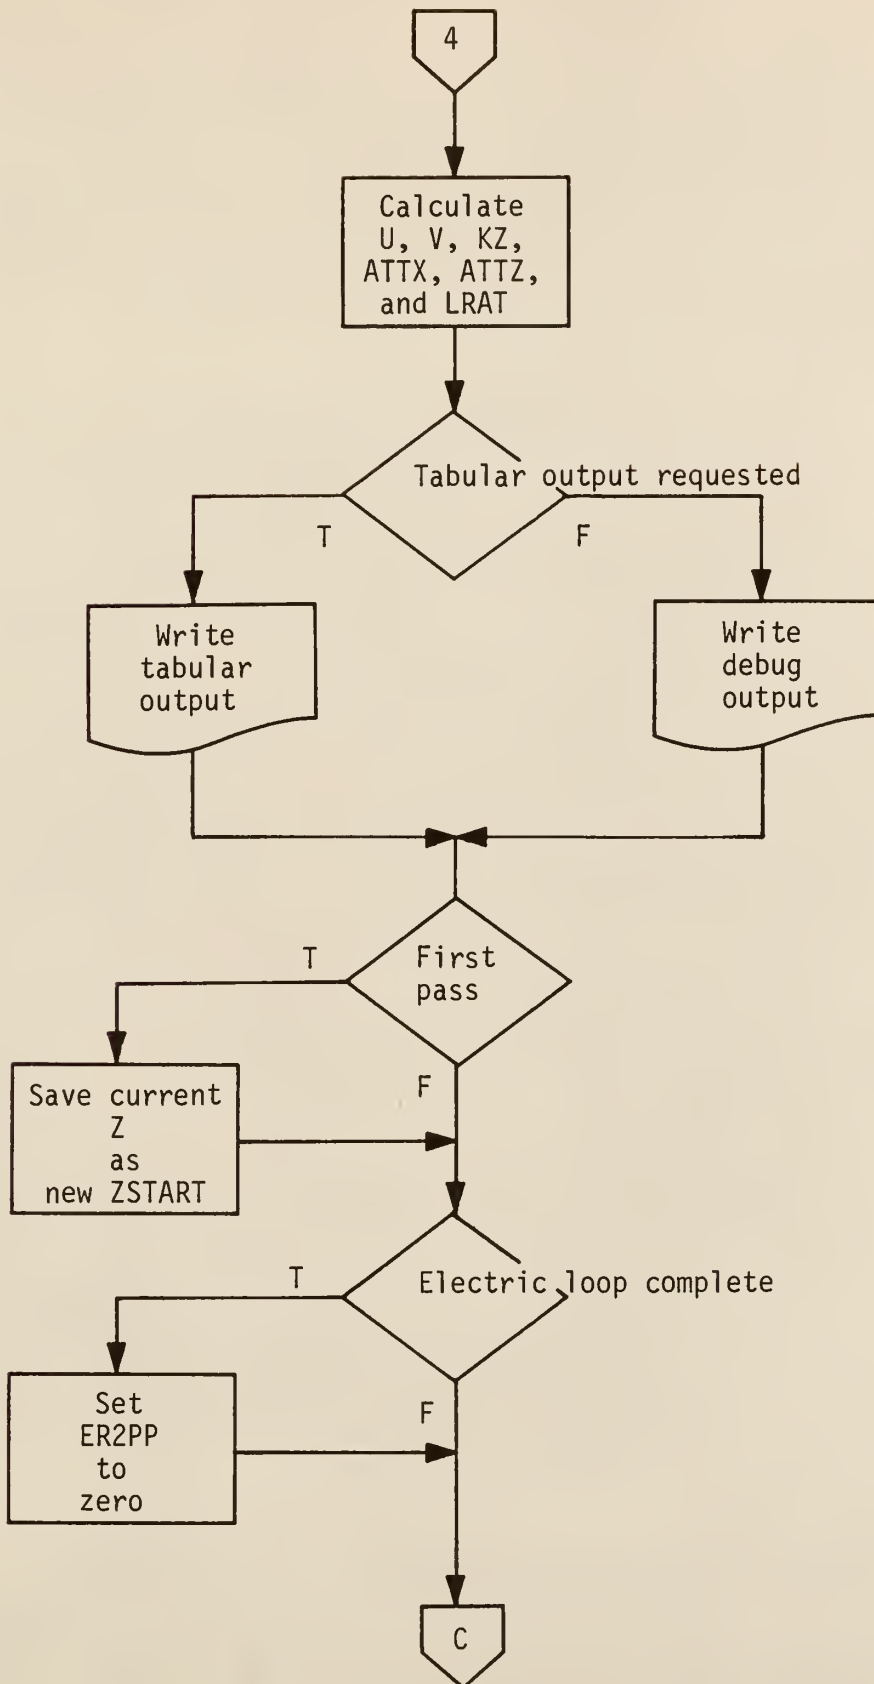 4
Calculate
U, V, KZ,
ATTX, ATTZ,
and LRAT
Tabular output requested
T
F
Write
tabular
output
Write
debug
output
T
First
pass
F
Save current
Z
as
new ZSTART
T
Electric loop complete
F
Set
ER2PP
to
zero
C